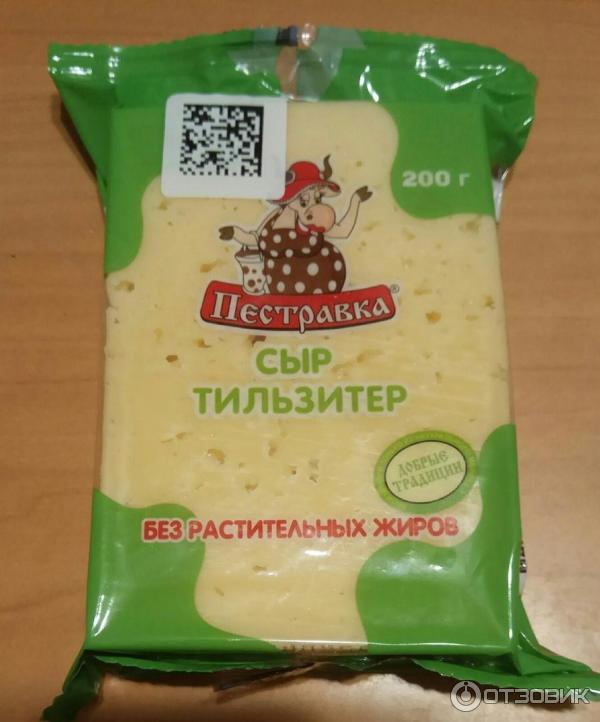 200 г
Пестравка®
СЫР
ТИЛЬЗИТЕР
ДОБРЫЕ
ТРАДИЦИИ
БЕЗ РАСТИТЕЛЬНЫХ ЖИРОВ
ОТЗОВИК